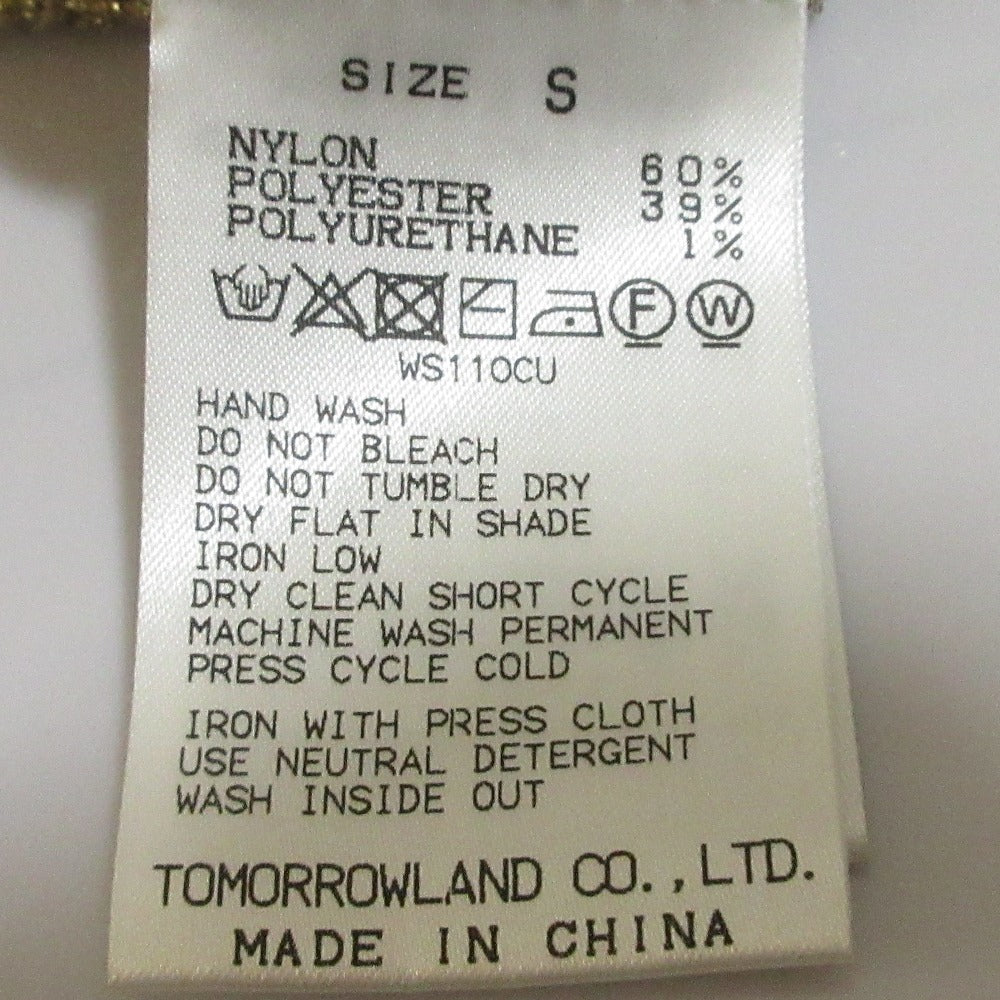 SIZE S
NYLON 60%
POLYESTER 39%
POLYURETHANE 1%
F W
WS110CU
HAND WASH
DO NOT BLEACH
DO NOT TUMBLE DRY
DRY FLAT IN SHADE
IRON LOW
DRY CLEAN SHORT CYCLE
MACHINE WASH PERMANENT
PRESS CYCLE COLD
IRON WITH PRESS CLOTH
USE NEUTRAL DETERGENT
WASH INSIDE OUT
TOMORROWLAND CO.,LTD.
MADE IN CHINA